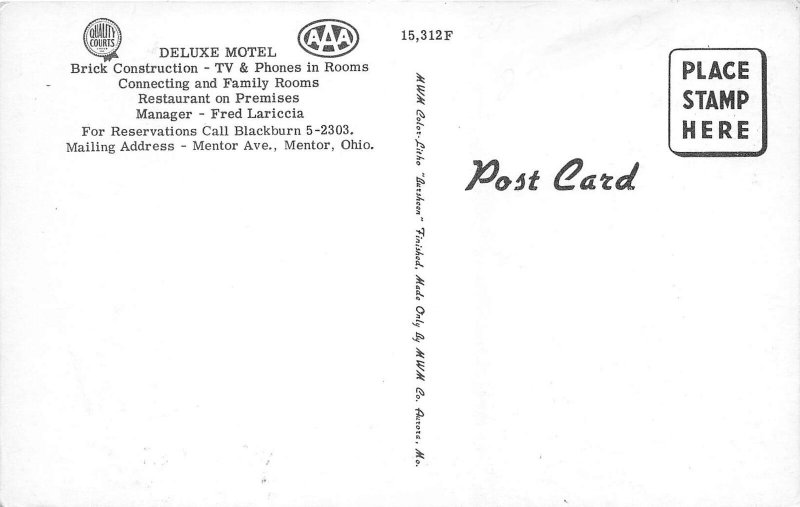 QUALITY
COURTS
AAA
DELUXE MOTEL
Brick Construction - TV & Phones in Rooms
Connecting and Family Rooms
Restaurant on Premises
Manager - Fred Lariccia
For Reservations Call Blackburn 5-2303.
Mailing Address - Mentor Ave., Mentor, Ohio.
15,312F
MWM Color-Litho "Aursheen" Finished, Made Only By MWM Co. Aurora, Mo.
PLACE
STAMP
HERE
Post Card